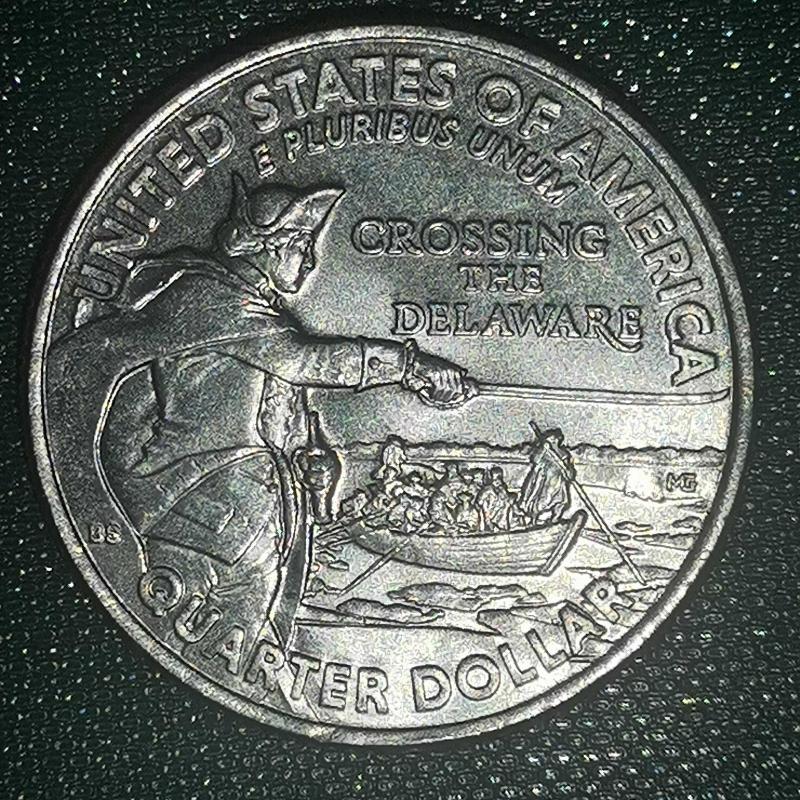 UNITED STATES OF AMERICA
E PLURIBUS UNUM
CROSSING
THE
DELAWARE
MG
BS
QUARTER DOLLAR